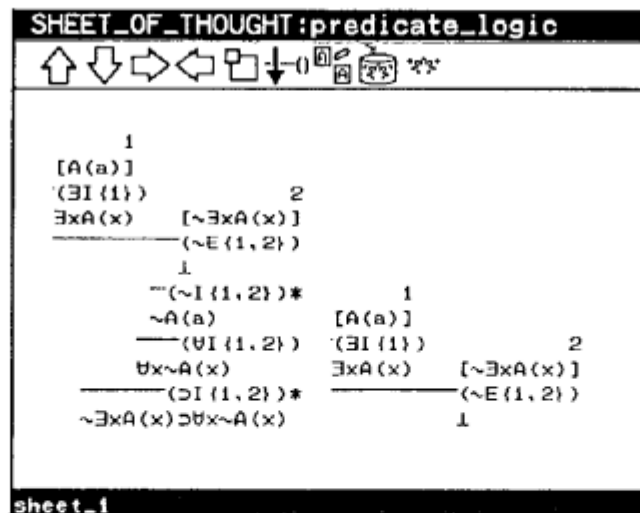 SHEET_OF_THOUGHT:predicate_logic
1
[A(a)]
(∃I{1}) 2
∃xA(x) [~∃xA(x)]
(~E{1,2})
⊥
(~I{1,2})* 1
~A(a) [A(a)]
(∀I{1,2}) (∃I{1}) 2
∀x~A(x) ∃xA(x) [~∃xA(x)]
(⊃I{1,2})* (~E{1,2})
~∃xA(x)⊃∀x~A(x) ⊥
sheet_1